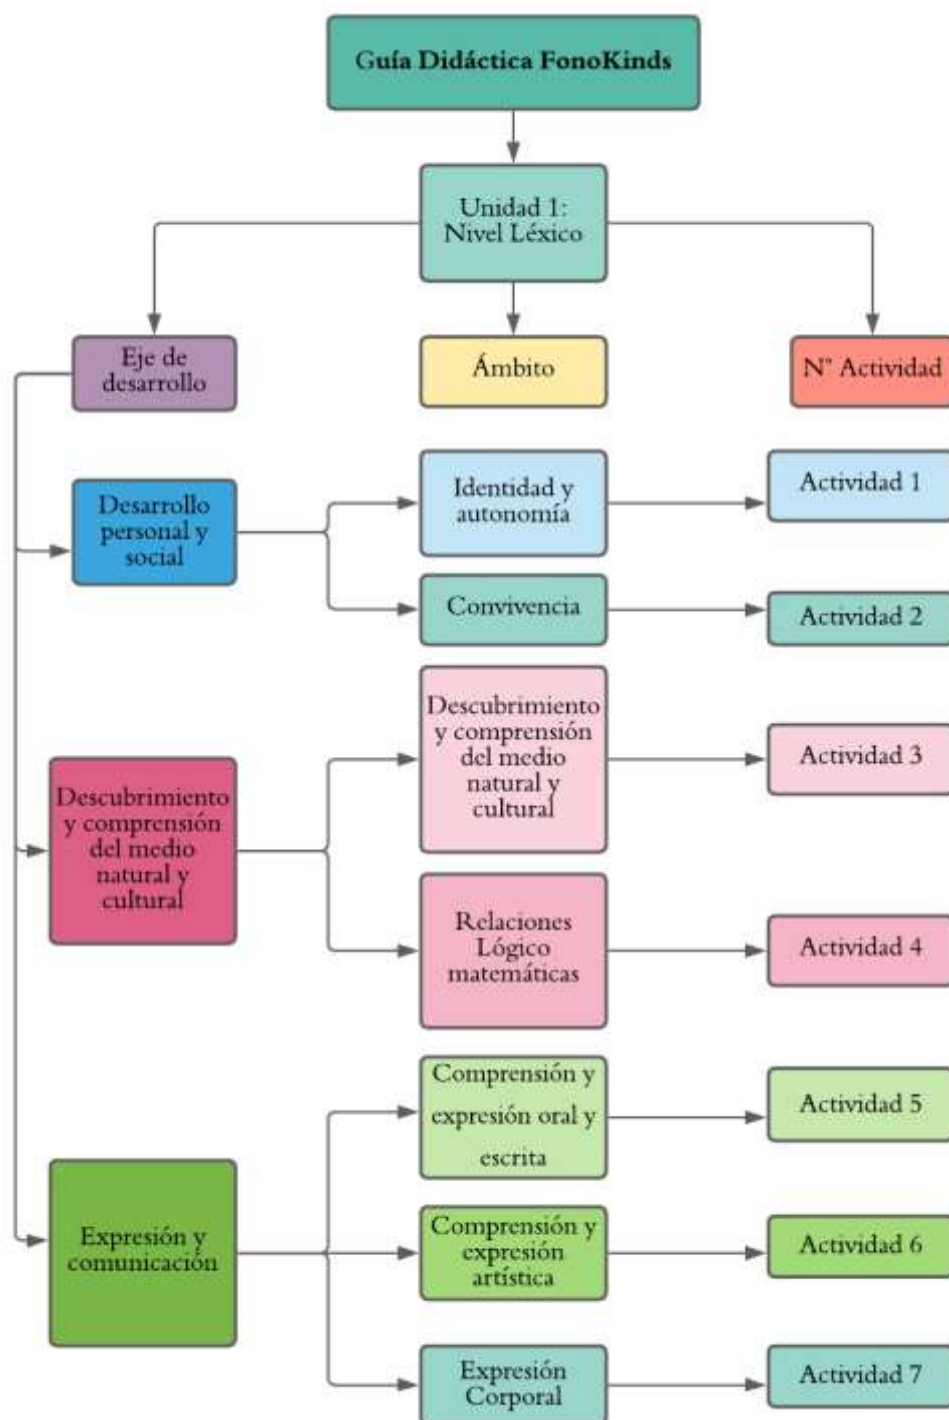 Guía Didáctica FonoKinds
Unidad 1:
Nivel Léxico
Eje de
desarrollo
Ámbito
N° Actividad
Desarrollo
personal y
social
Identidad y
autonomía
Actividad 1
Convivencia
Actividad 2
Descubrimiento
y comprensión
del medio
natural y
cultural
Descubrimiento
y comprensión
del medio
natural y
cultural
Actividad 3
Relaciones
Lógico
matemáticas
Actividad 4
Expresión y
comunicación
Comprensión y
expresión oral y
escrita
Actividad 5
Comprensión y
expresión
artística
Actividad 6
Expresión
Corporal
Actividad 7